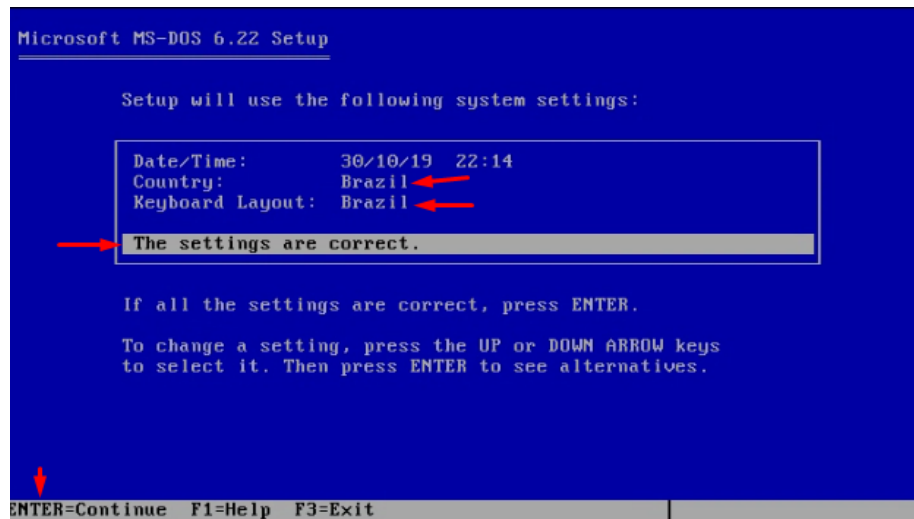 Microsoft MS-DOS 6.22 Setup
Setup will use the following system settings:
Date/Time: 30/10/19 22:14
Country: Brazil
Keyboard Layout: Brazil
The settings are correct.
If all the settings are correct, press ENTER.
To change a setting, press the UP or DOWN ARROW keys
to select it. Then press ENTER to see alternatives.
ENTER=Continue F1=Help F3=Exit